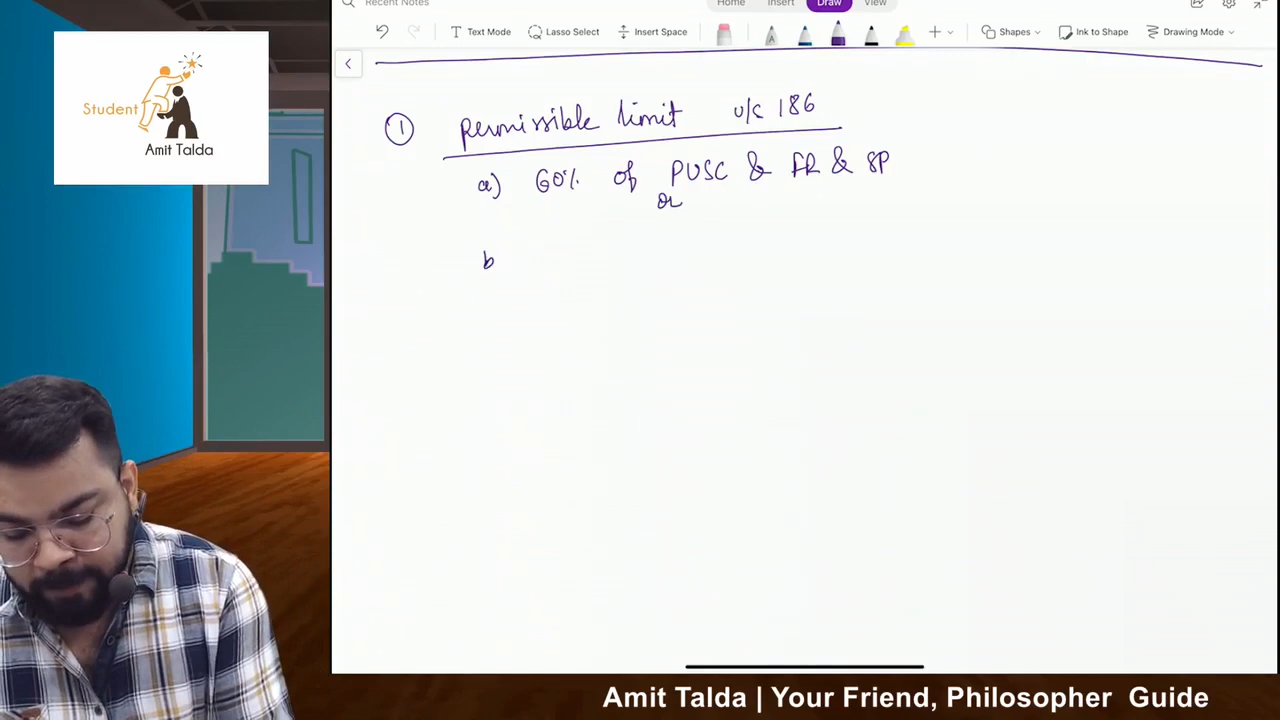 Recent Notes
Home Insert Draw View
Text Mode Lasso Select Insert Space Shapes Ink to Shape Drawing Mode
Student
Amit Talda
① permissible limit u/s 186
a) 60% of PUSC & FR & SP
or
b
Amit Talda | Your Friend, Philosopher Guide